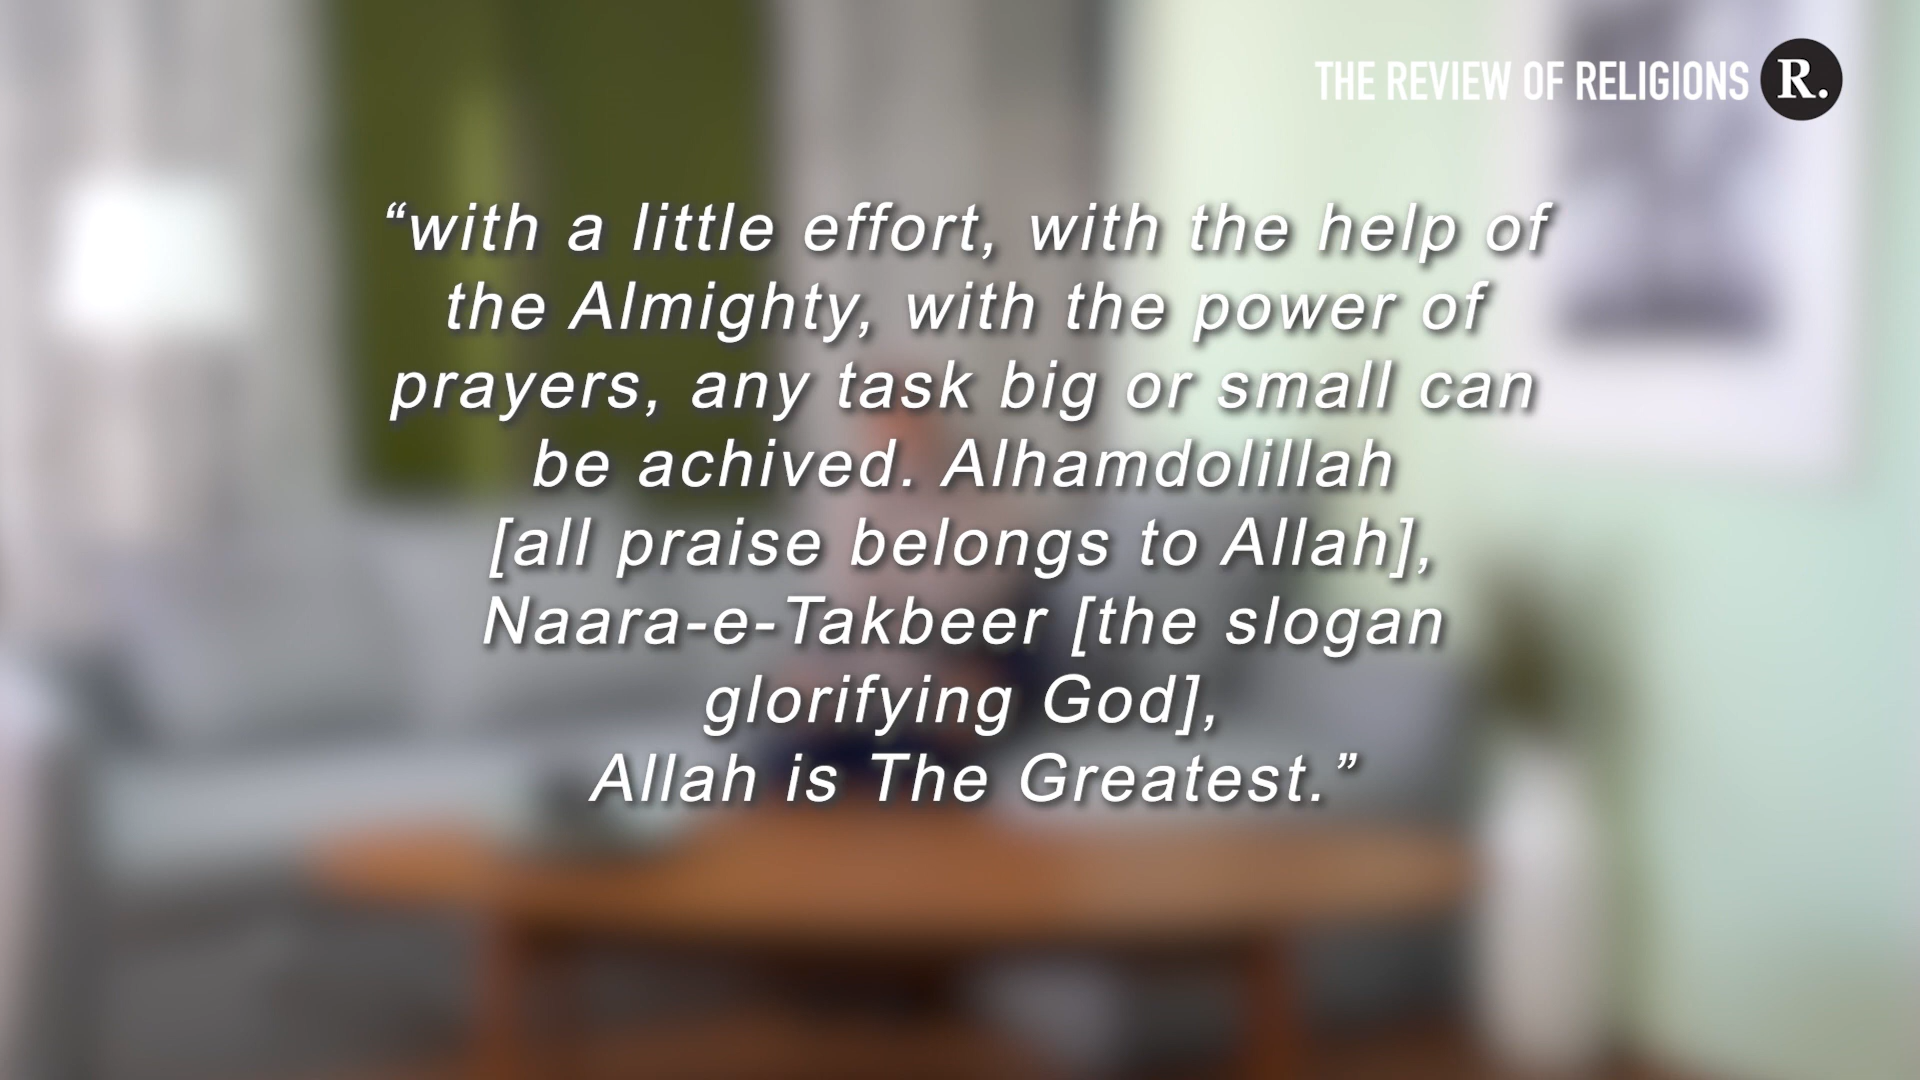 THE REVIEW OF RELIGIONS R.
“with a little effort, with the help of
the Almighty, with the power of
prayers, any task big or small can
be achived. Alhamdolillah
[all praise belongs to Allah],
Naara-e-Takbeer [the slogan
glorifying God],
Allah is The Greatest.”